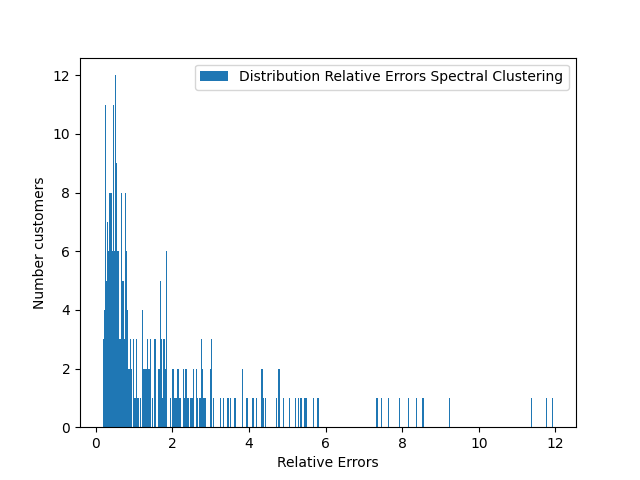 Distribution Relative Errors Spectral Clustering
12
10
8
6
4
2
0
Number customers
0 2 4 6 8 10 12
Relative Errors